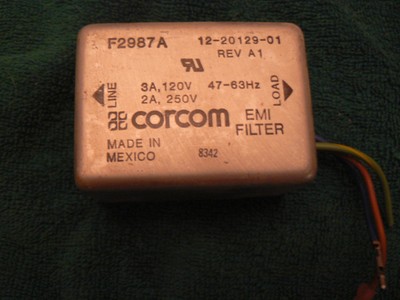 F2987A 12-20129-01
REV A1
LINE
3A,120V 47-63Hz
2A, 250V
LOAD
corcom EMI
FILTER
MADE IN
MEXICO 8342